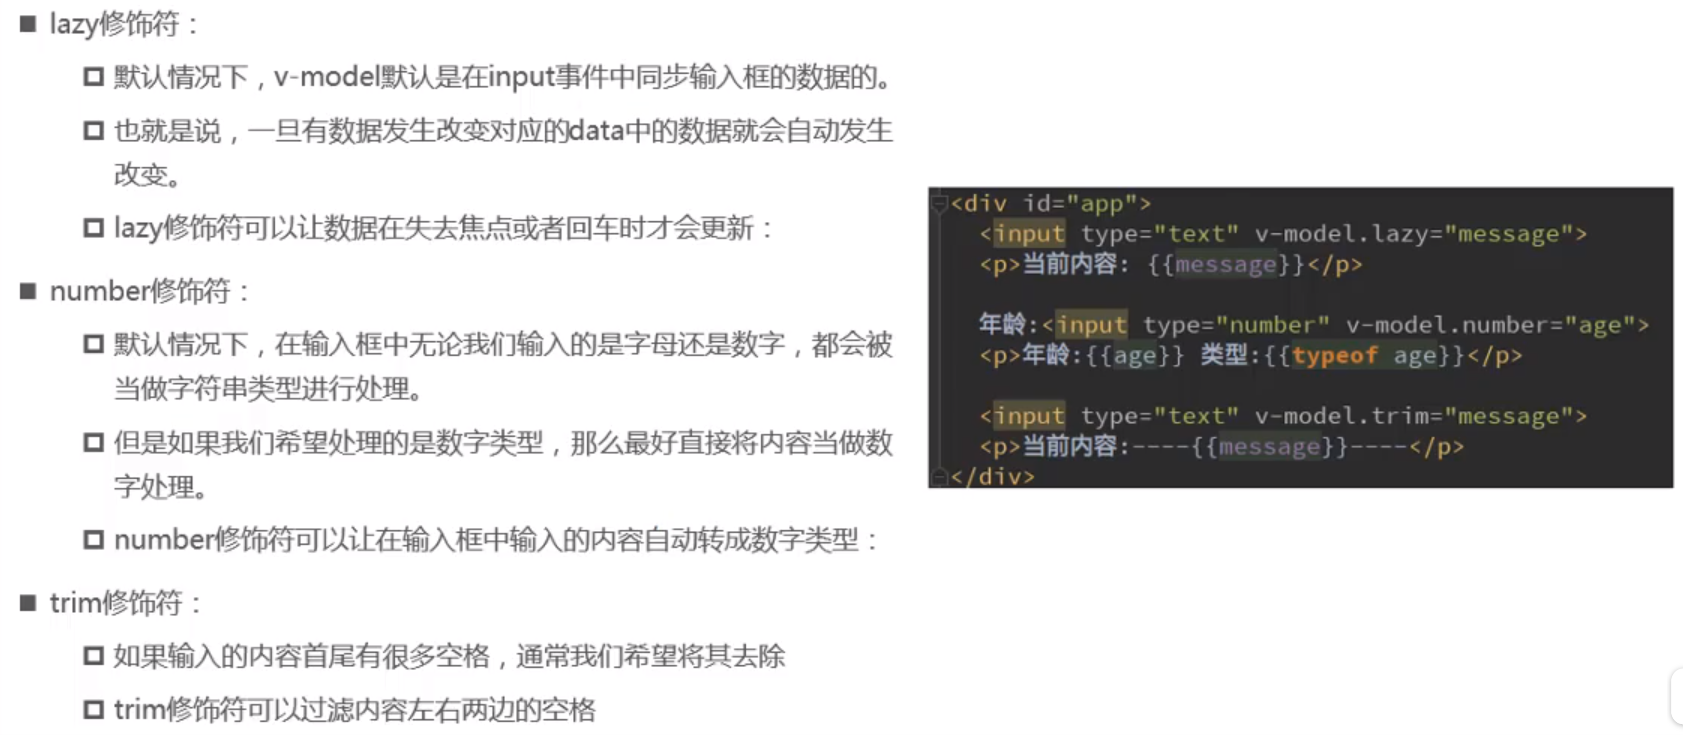 ■ lazy修饰符：
默认情况下，v-model默认是在input事件中同步输入框的数据的。
也就是说，一旦有数据发生改变对应的data中的数据就会自动发生
改变。
lazy修饰符可以让数据在失去焦点或者回车时才会更新：
■ number修饰符：
默认情况下，在输入框中无论我们输入的是字母还是数字，都会被
当做字符串类型进行处理。
但是如果我们希望处理的是数字类型，那么最好直接将内容当做数
字处理。
number修饰符可以让在输入框中输入的内容自动转成数字类型：
■ trim修饰符：
如果输入的内容首尾有很多空格，通常我们希望将其去除
trim修饰符可以过滤内容左右两边的空格
<div id="app">
<input type="text" v-model.lazy="message">
<p>当前内容: {{message}}</p>
年龄:<input type="number" v-model.number="age">
<p>年龄:{{age}} 类型:{{typeof age}}</p>
<input type="text" v-model.trim="message">
<p>当前内容:----{{message}}----</p>
</div>